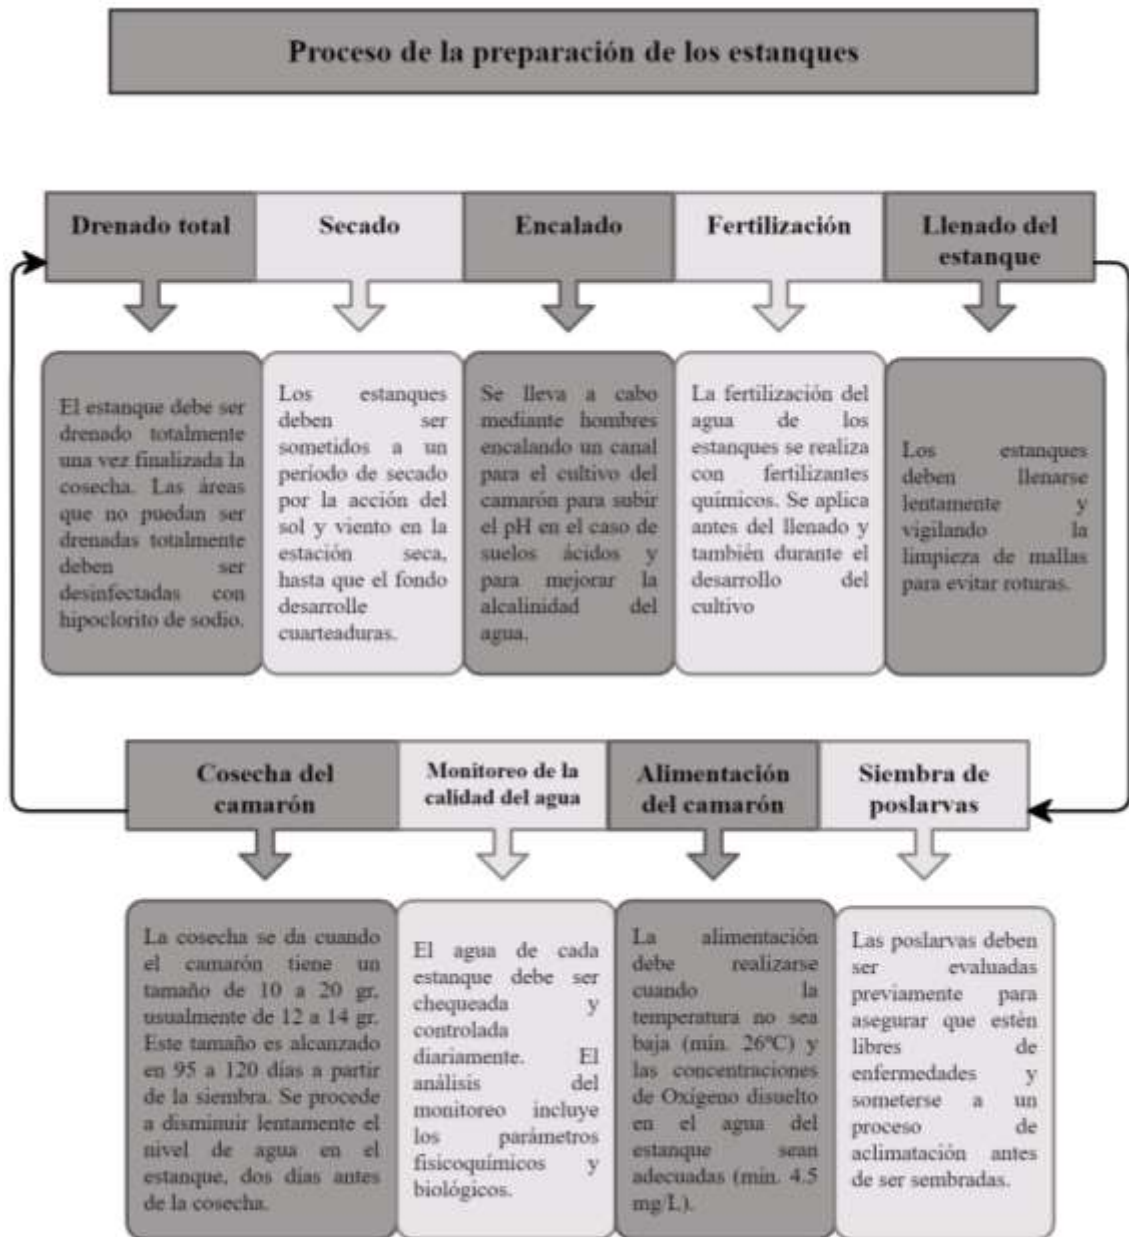 Proceso de la preparación de los estanques
Drenado total
Secado
Encalado
Fertilización
Llenado del
estanque
El estanque debe ser
drenado totalmente
una vez finalizada la
cosecha. Las áreas
que no puedan ser
drenadas totalmente
deben ser
desinfectadas con
hipoclorito de sodio.
Los estanques
deben ser
sometidos a un
período de secado
por la acción del
sol y viento en la
estación seca,
hasta que el fondo
desarrolle
cuarteaduras.
Se lleva a cabo
mediante hombres
encalando un canal
para el cultivo del
camarón para subir
el pH en el caso de
suelos ácidos y
para mejorar la
alcalinidad del
agua.
La fertilización del
agua de los
estanques se realiza
con fertilizantes
químicos. Se aplica
antes del llenado y
también durante el
desarrollo del
cultivo
Los estanques
deben llenarse
lentamente y
vigilando la
limpieza de mallas
para evitar roturas.
Cosecha del
camarón
Monitoreo de la
calidad del agua
Alimentación
del camarón
Siembra de
poslarvas
La cosecha se da cuando
el camarón tiene un
tamaño de 10 a 20 gr.
usualmente de 12 a 14 gr.
Este tamaño es alcanzado
en 95 a 120 días a partir
de la siembra. Se procede
a disminuir lentamente el
nivel de agua en el
estanque, dos días antes
de la cosecha.
El agua de cada
estanque debe ser
chequeada y
controlada
diariamente. El
análisis del
monitoreo incluye
los parámetros
fisicoquímicos y
biológicos.
La alimentación
debe realizarse
cuando la
temperatura no sea
baja (min. 26ºC) y
las concentraciones
de Oxígeno disuelto
en el agua del
estanque sean
adecuadas (min. 4.5
mg/L).
Las poslarvas deben
ser evaluadas
previamente para
asegurar que estén
libres de
enfermedades y
someterse a un
proceso de
aclimatación antes
de ser sembradas.